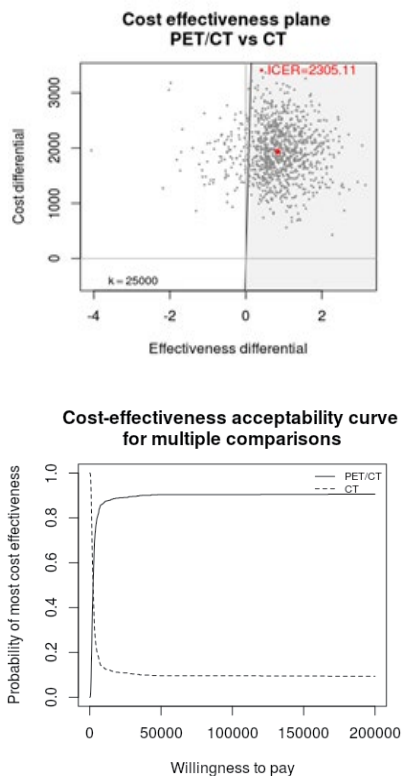 Cost effectiveness plane
PET/CT vs CT
ICER=2305.11
3000
2000
1000
0
Cost differential
k = 25000
-4 -2 0 2
Effectiveness differential
Cost-effectiveness acceptability curve
for multiple comparisons
PET/CT
CT
1.0
0.8
0.6
0.4
0.2
0.0
Probability of most cost effectiveness
0 50000 100000 150000 200000
Willingness to pay